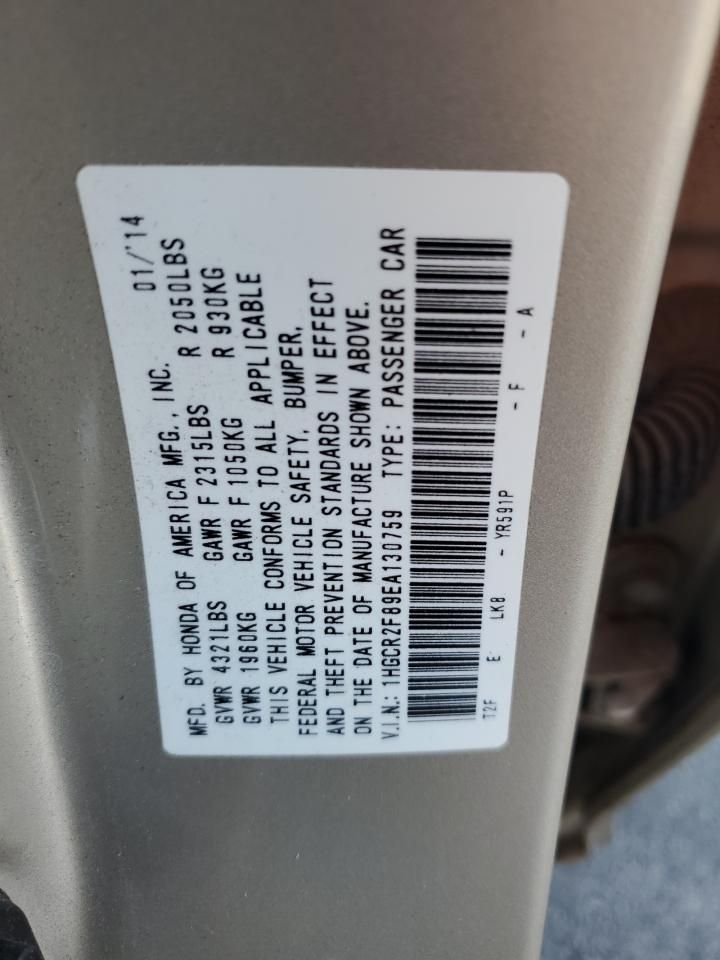 MFD. BY HONDA OF AMERICA MFG., INC. 01/'14
GVWR 4321LBS GAWR F 2315LBS R 2050LBS
GVWR 1960KG GAWR F 1050KG R 930KG
THIS VEHICLE CONFORMS TO ALL APPLICABLE
FEDERAL MOTOR VEHICLE SAFETY, BUMPER,
AND THEFT PREVENTION STANDARDS IN EFFECT
ON THE DATE OF MANUFACTURE SHOWN ABOVE.
V.I.N.: 1HGCR2F89EA130759 TYPE: PASSENGER CAR
T2F E LK8 - YR591P - F - A